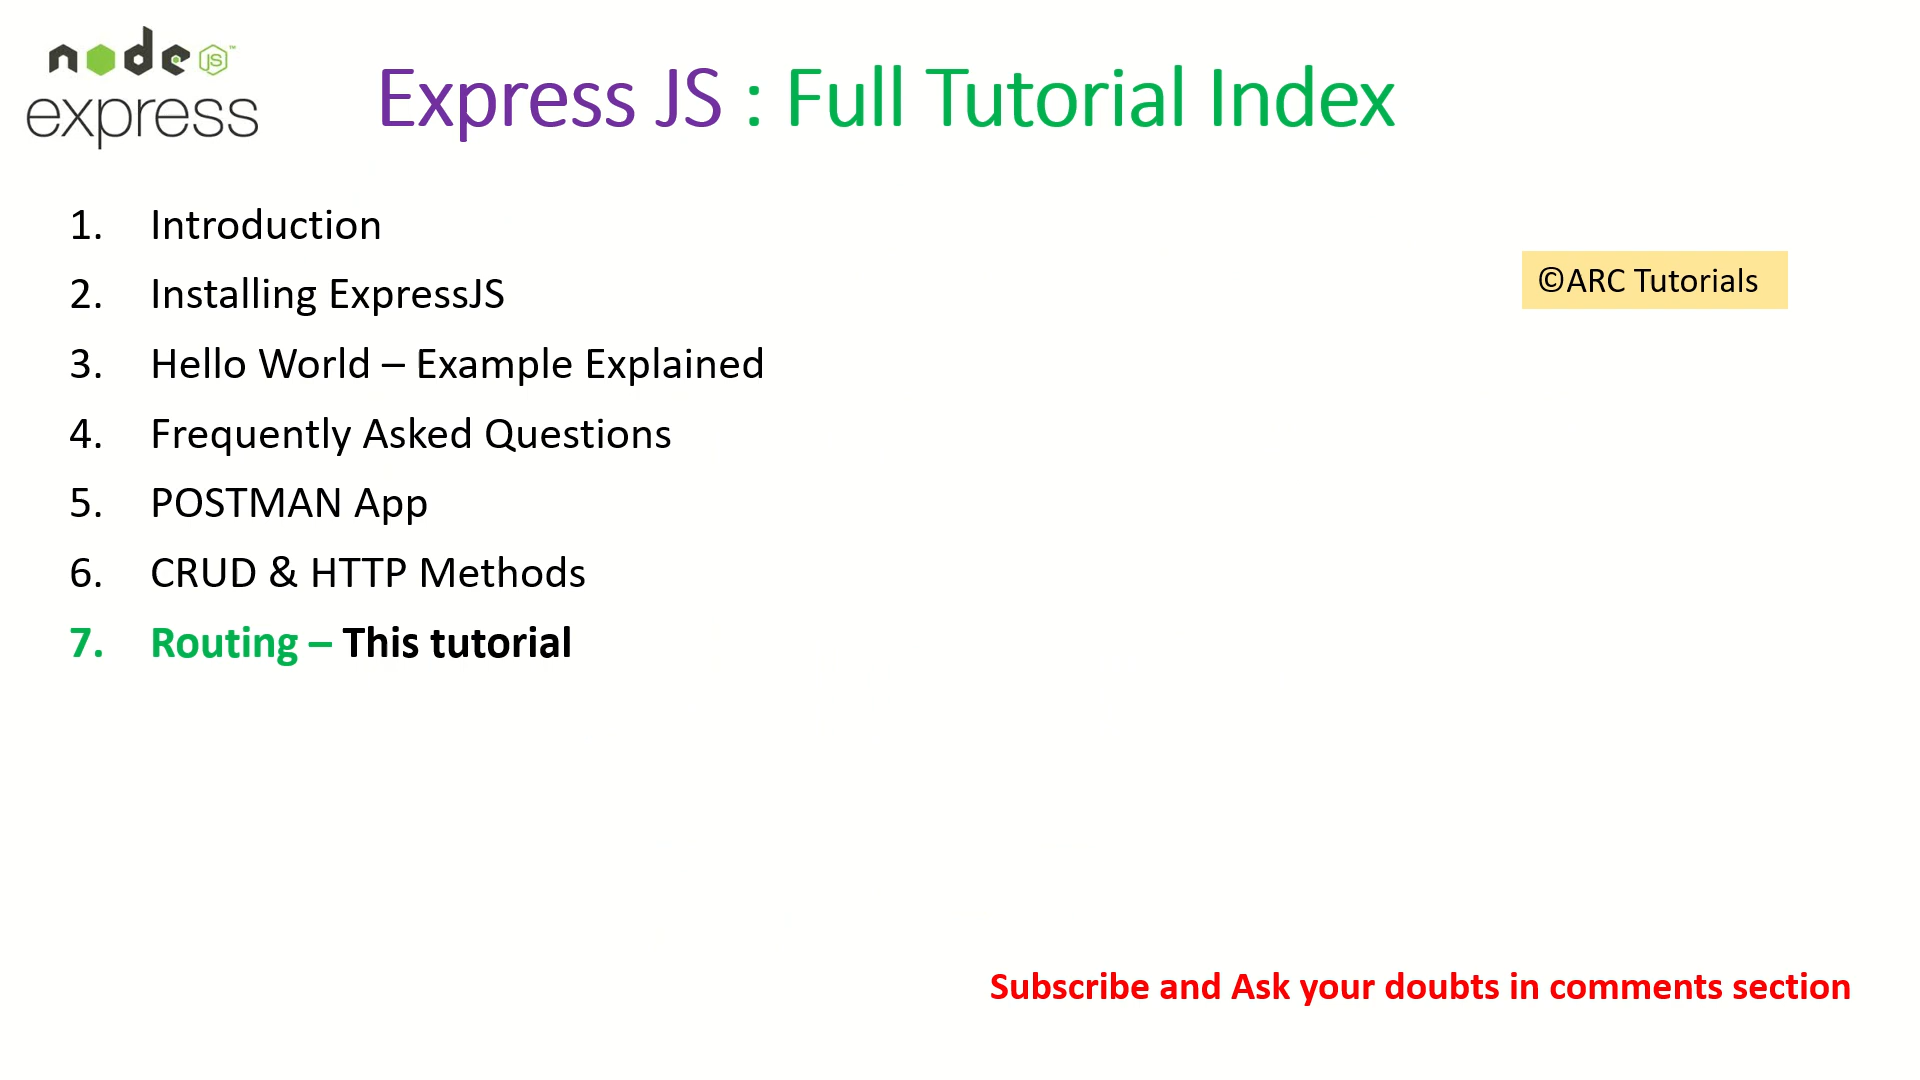 node JS ™
express
Express JS : Full Tutorial Index
1. Introduction
2. Installing ExpressJS
3. Hello World – Example Explained
4. Frequently Asked Questions
5. POSTMAN App
6. CRUD & HTTP Methods
7. Routing – This tutorial
©ARC Tutorials
Subscribe and Ask your doubts in comments section